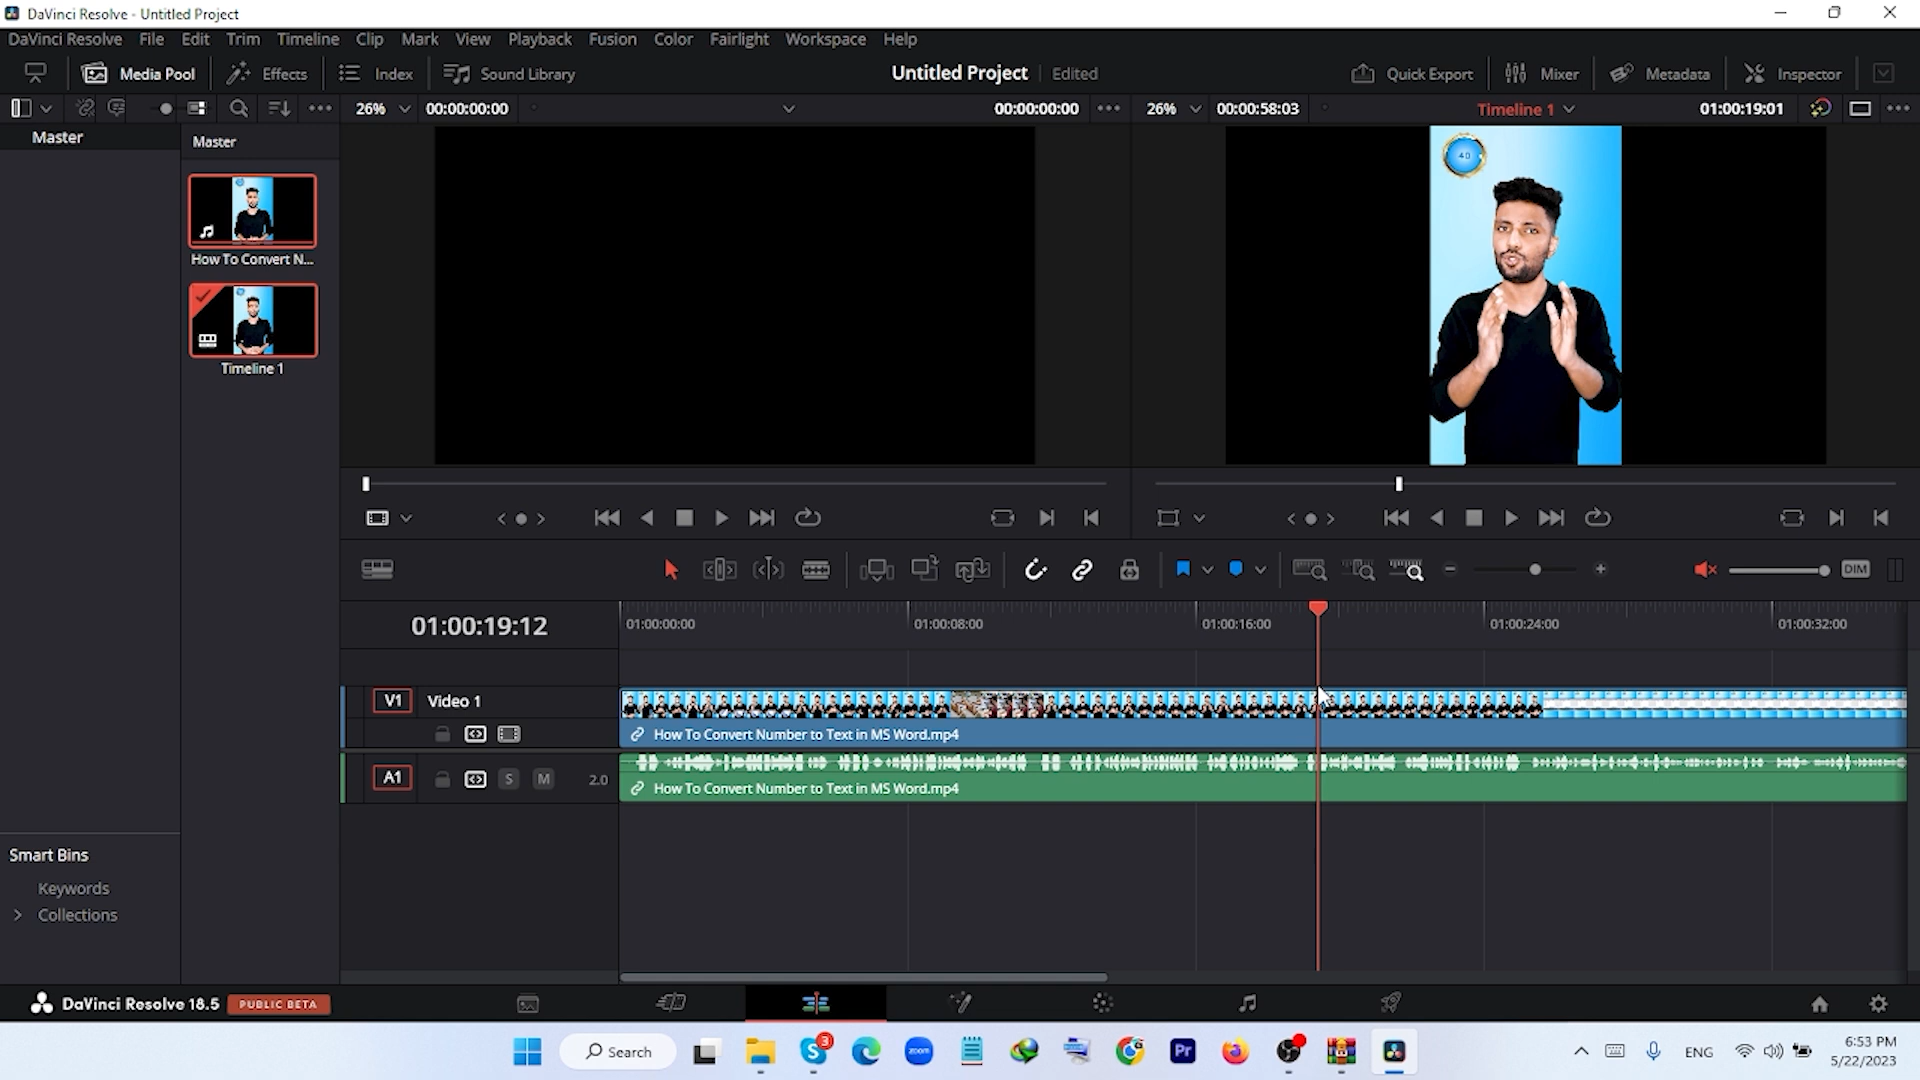 DaVinci Resolve - Untitled Project
DaVinci Resolve File Edit Trim Timeline Clip Mark View Playback Fusion Color Fairlight Workspace Help
Media Pool Effects Index Sound Library Untitled Project Edited Quick Export Mixer Metadata Inspector
26% 00:00:00:00 00:00:00:00 26% 00:00:58:03 Timeline 1 01:00:19:01
Master
Master
40
How To Convert N...
Timeline 1
DIM
01:00:19:12
01:00:00:00 01:00:08:00 01:00:16:00 01:00:24:00 01:00:32:00
V1 Video 1
How To Convert Number to Text in MS Word.mp4
A1 S M 2.0
How To Convert Number to Text in MS Word.mp4
Smart Bins
Keywords
Collections
DaVinci Resolve 18.5 PUBLIC BETA
Search
3
zoom
Pr
ENG
6:53 PM
5/22/2023